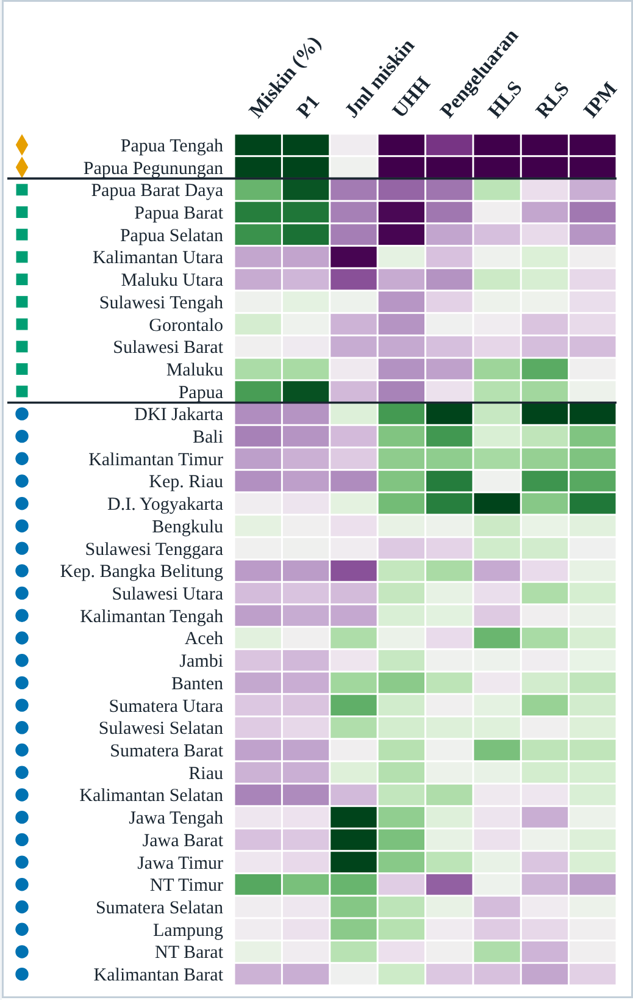 Miskin (%)
P1
Jml miskin
UHH
Pengeluaran
HLS
RLS
IPM
Papua Tengah
Papua Pegunungan
Papua Barat Daya
Papua Barat
Papua Selatan
Kalimantan Utara
Maluku Utara
Sulawesi Tengah
Gorontalo
Sulawesi Barat
Maluku
Papua
DKI Jakarta
Bali
Kalimantan Timur
Kep. Riau
D.I. Yogyakarta
Bengkulu
Sulawesi Tenggara
Kep. Bangka Belitung
Sulawesi Utara
Kalimantan Tengah
Aceh
Jambi
Banten
Sumatera Utara
Sulawesi Selatan
Sumatera Barat
Riau
Kalimantan Selatan
Jawa Tengah
Jawa Barat
Jawa Timur
NT Timur
Sumatera Selatan
Lampung
NT Barat
Kalimantan Barat